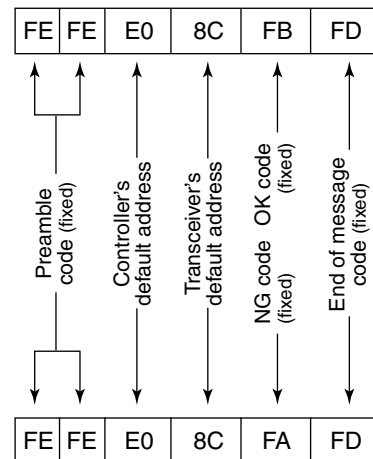 FE FE E0 8C FB FD
Preamble
code (fixed)
Controller's
default address
Transceiver's
default address
OK code
(fixed)
NG code
(fixed)
End of message
code (fixed)
FE FE E0 8C FA FD